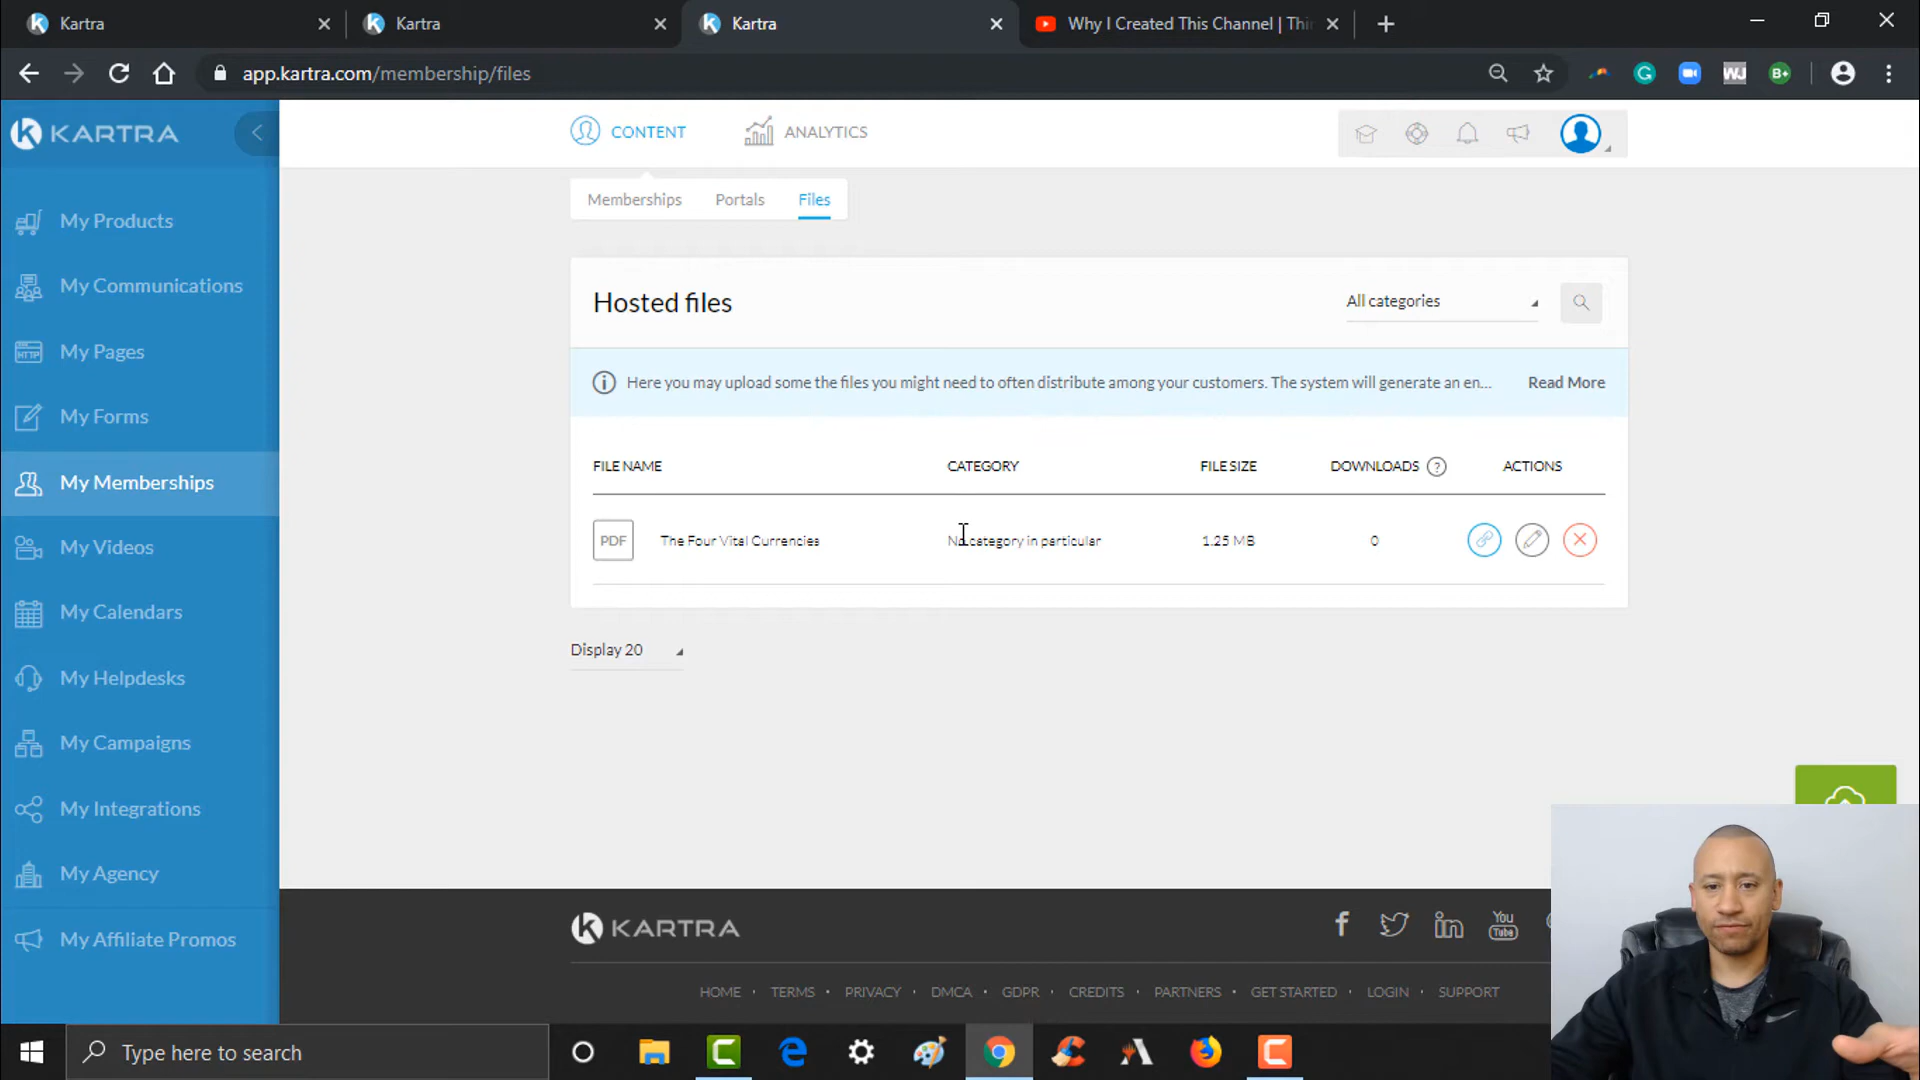 Kartra
Kartra
Kartra
Why I Created This Channel | Thi
app.kartra.com/membership/files
WJ
B+
KARTRA
CONTENT
ANALYTICS
My Products
My Communications
My Pages
My Forms
My Memberships
My Videos
My Calendars
My Helpdesks
My Campaigns
My Integrations
My Agency
My Affiliate Promos
HTTP
Memberships
Portals
Files
Hosted files
All categories
Here you may upload some the files you might need to often distribute among your customers. The system will generate an en...
Read More
FILE NAME
CATEGORY
FILE SIZE
DOWNLOADS ?
ACTIONS
PDF
The Four Vital Currencies
No category in particular
1.25 MB
0
Display 20
KARTRA
You Tube
HOME · TERMS · PRIVACY · DMCA · GDPR · CREDITS · PARTNERS · GET STARTED · LOGIN · SUPPORT
Type here to search